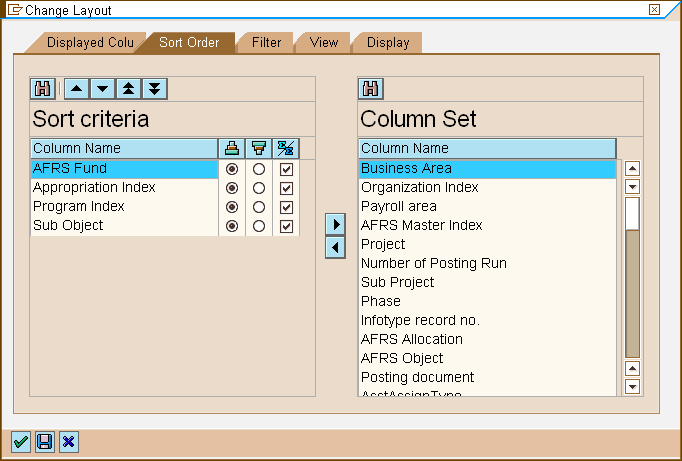 Change Layout
Displayed Colu
Sort Order
Filter
View
Display
Sort criteria
Column Name
AFRS Fund
Appropriation Index
Program Index
Sub Object
Column Set
Column Name
Business Area
Organization Index
Payroll area
AFRS Master Index
Project
Number of Posting Run
Sub Project
Phase
Infotype record no.
AFRS Allocation
AFRS Object
Posting document
AsstAssignType